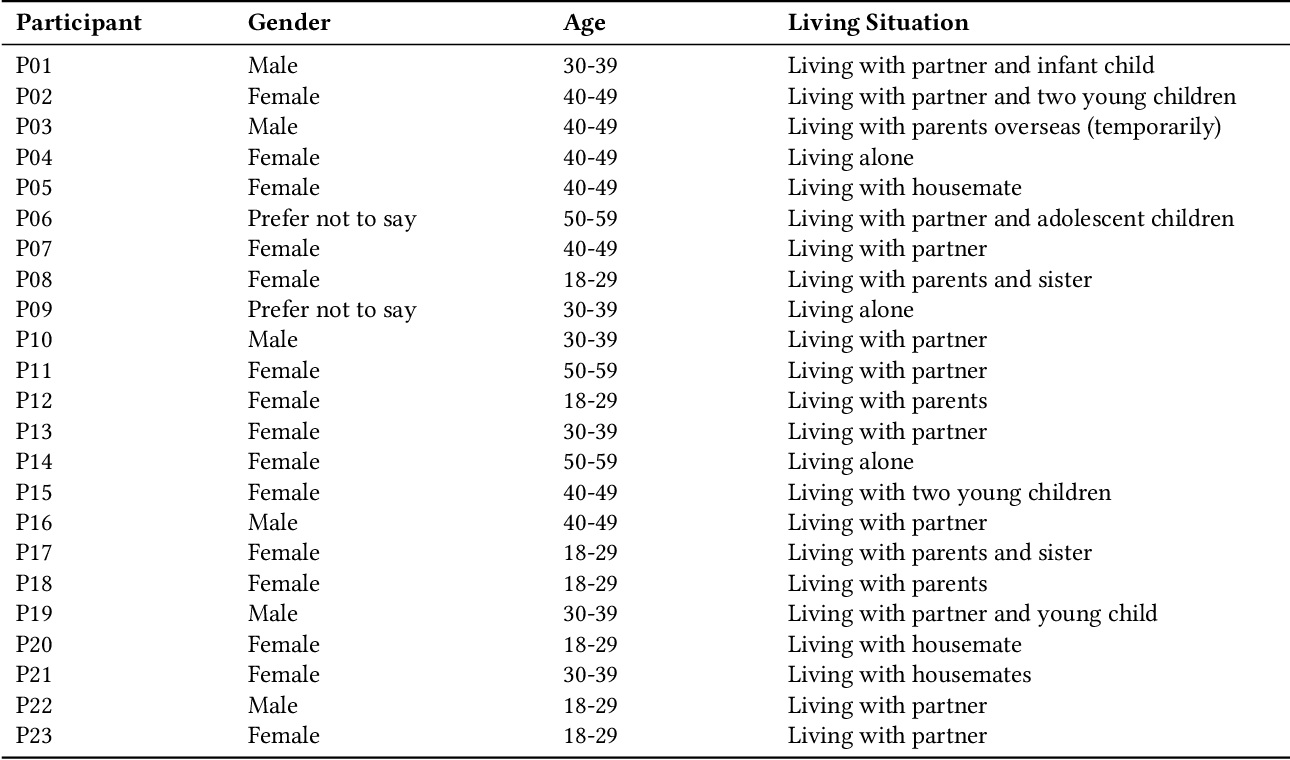 Participant Gender Age Living Situation
P01 Male 30-39 Living with partner and infant child
P02 Female 40-49 Living with partner and two young children
P03 Male 40-49 Living with parents overseas (temporarily)
P04 Female 40-49 Living alone
P05 Female 40-49 Living with housemate
P06 Prefer not to say 50-59 Living with partner and adolescent children
P07 Female 40-49 Living with partner
P08 Female 18-29 Living with parents and sister
P09 Prefer not to say 30-39 Living alone
P10 Male 30-39 Living with partner
P11 Female 50-59 Living with partner
P12 Female 18-29 Living with parents
P13 Female 30-39 Living with partner
P14 Female 50-59 Living alone
P15 Female 40-49 Living with two young children
P16 Male 40-49 Living with partner
P17 Female 18-29 Living with parents and sister
P18 Female 18-29 Living with parents
P19 Male 30-39 Living with partner and young child
P20 Female 18-29 Living with housemate
P21 Female 30-39 Living with housemates
P22 Male 18-29 Living with partner
P23 Female 18-29 Living with partner